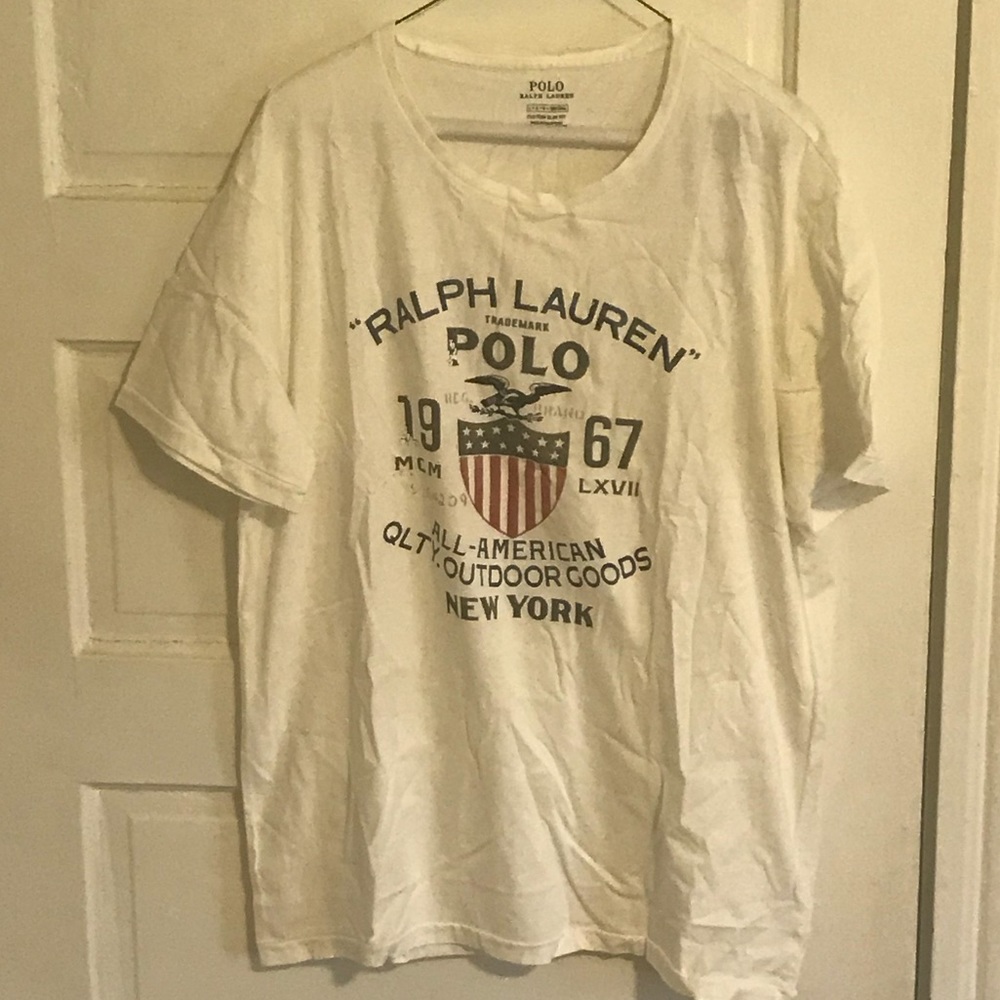 POLO
RALPH LAUREN
"RALPH LAUREN"
TRADEMARK
POLO
19 67
MCM LXVII
ALL-AMERICAN
QLTY. OUTDOOR GOODS
NEW YORK